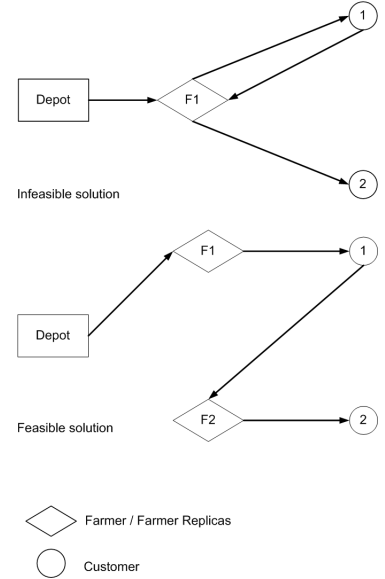 1
Depot
F1
2
Infeasible solution
F1
1
Depot
F2
2
Feasible solution
Farmer / Farmer Replicas
Customer